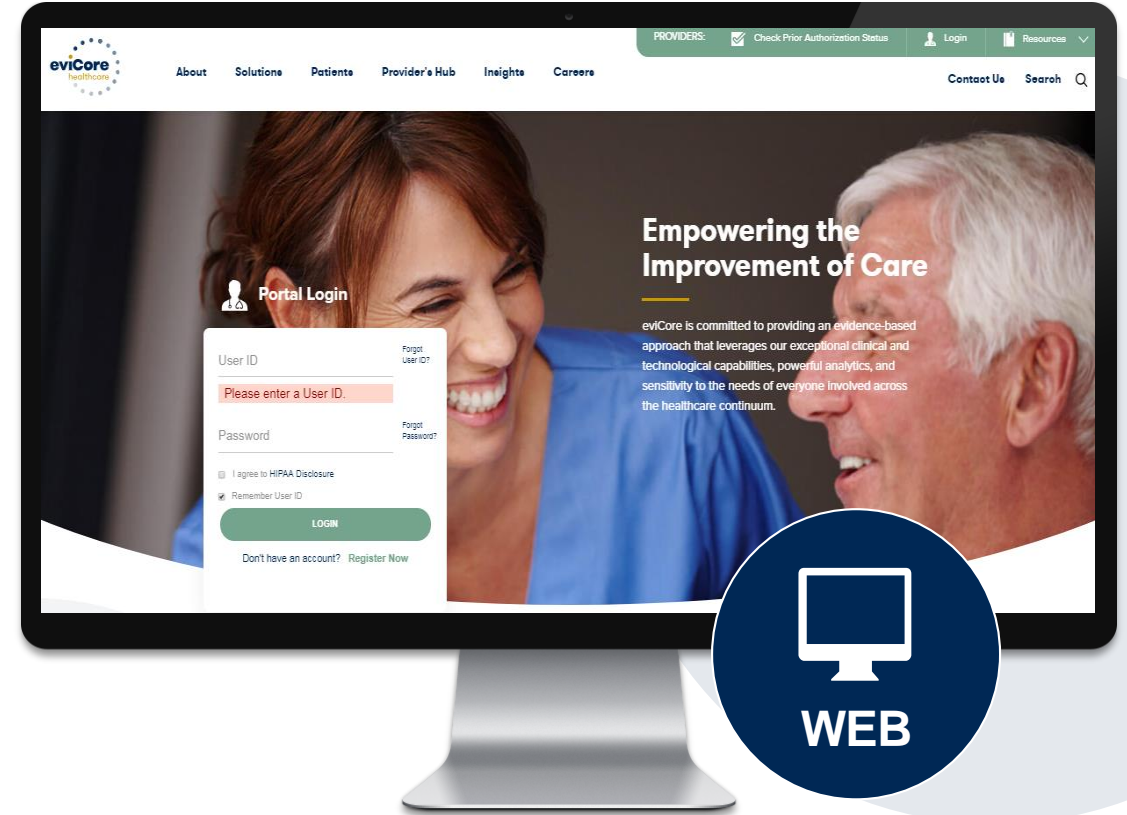 PROVIDERS: Check Prior Authorization Status Login Resources
eviCore
healthcare
About Solutions Patients Provider's Hub Insights Careers
Contact Us Search
Empowering the
Improvement of Care
eviCore is committed to providing an evidence-based
approach that leverages our exceptional clinical and
technological capabilities, powerful analytics, and
sensitivity to the needs of everyone involved across
the healthcare continuum.
Portal Login
User ID
Forgot
User ID?
Please enter a User ID.
Password
Forgot
Password?
I agree to HIPAA Disclosure
Remember User ID
LOGIN
Don't have an account? Register Now
WEB